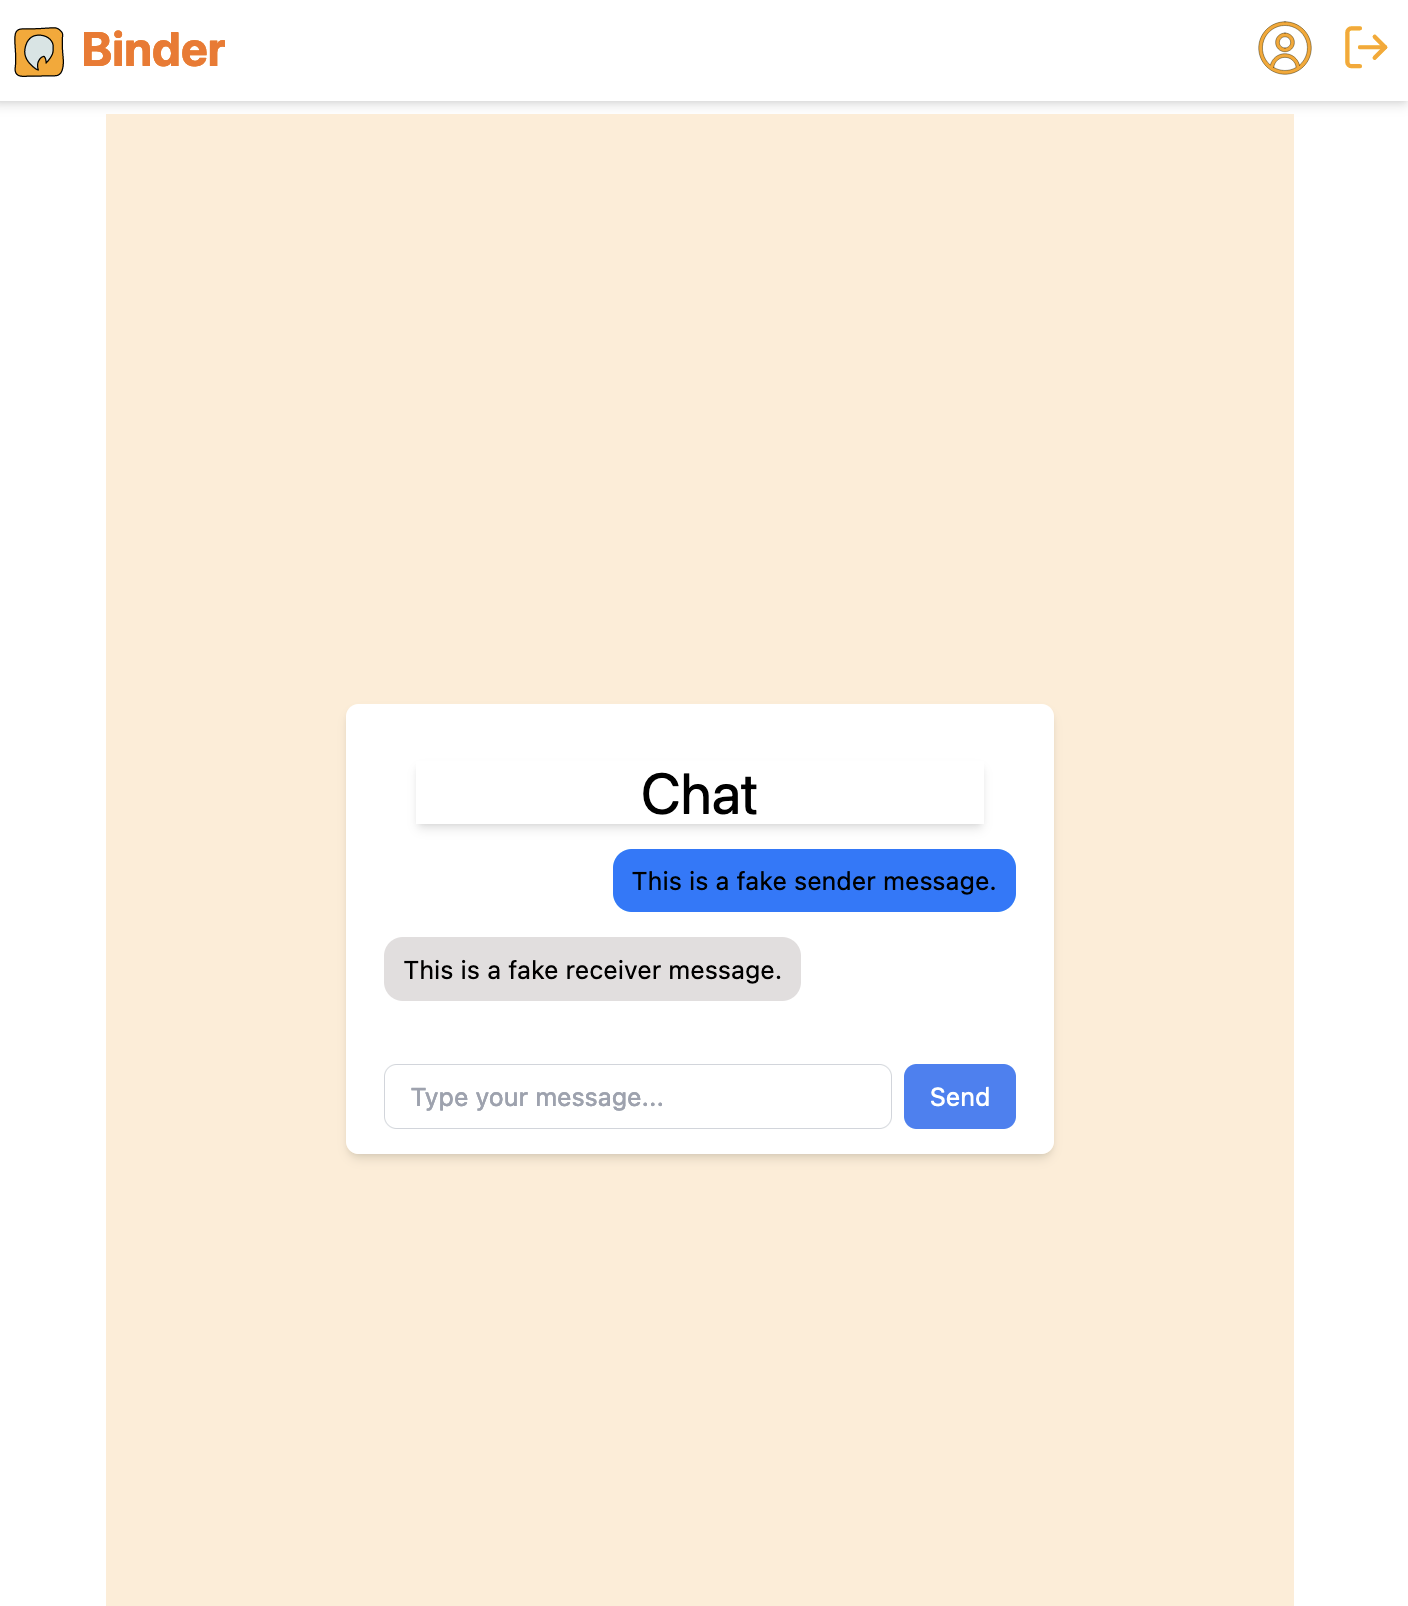 Binder
Chat
This is a fake sender message.
This is a fake receiver message.
Type your message...
Send